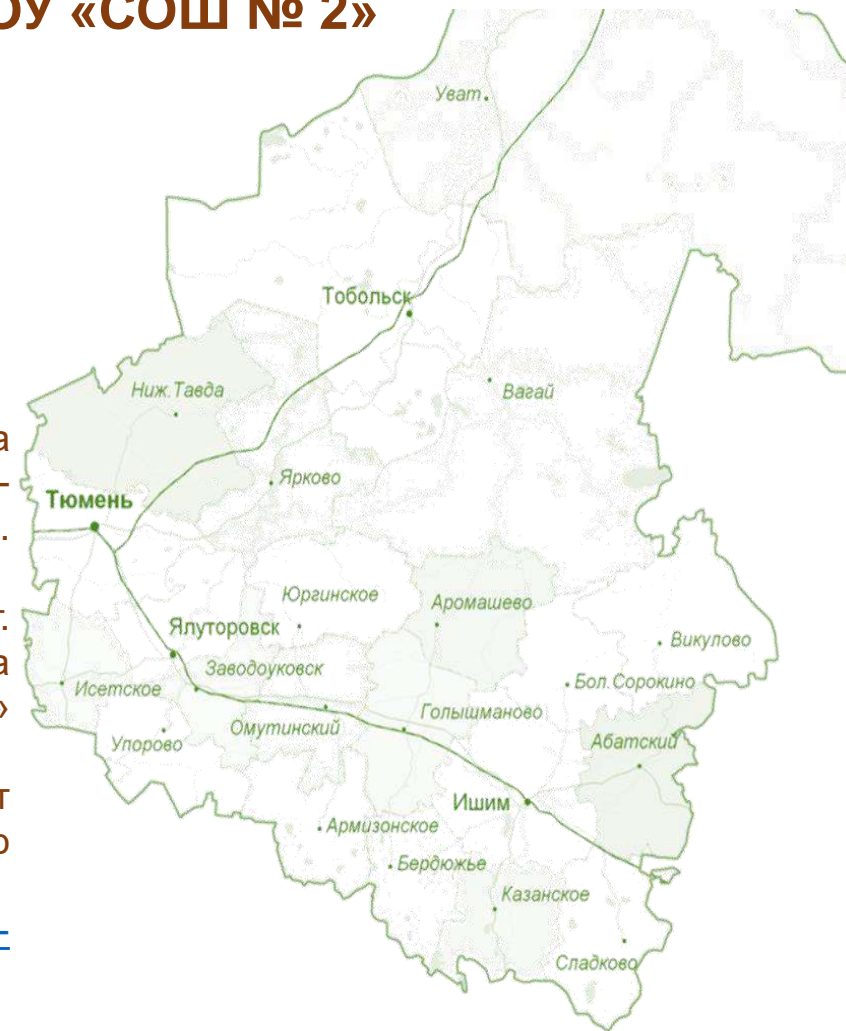 ОУ «СОШ № 2»
Уват
Тобольск
Ниж.Тавда
Вагай
а
Ярково
–
Тюмень
.
Юргинское
Аромашево
т.
Ялуторовск
Викулово
а
Заводоуковск
Исетское
Бол.Сорокино
»
Голышманово
Омутинский
Упорово
Абатский
т
Ишим
о
Армизонское
Бердюжье
Казанское
–
Сладково